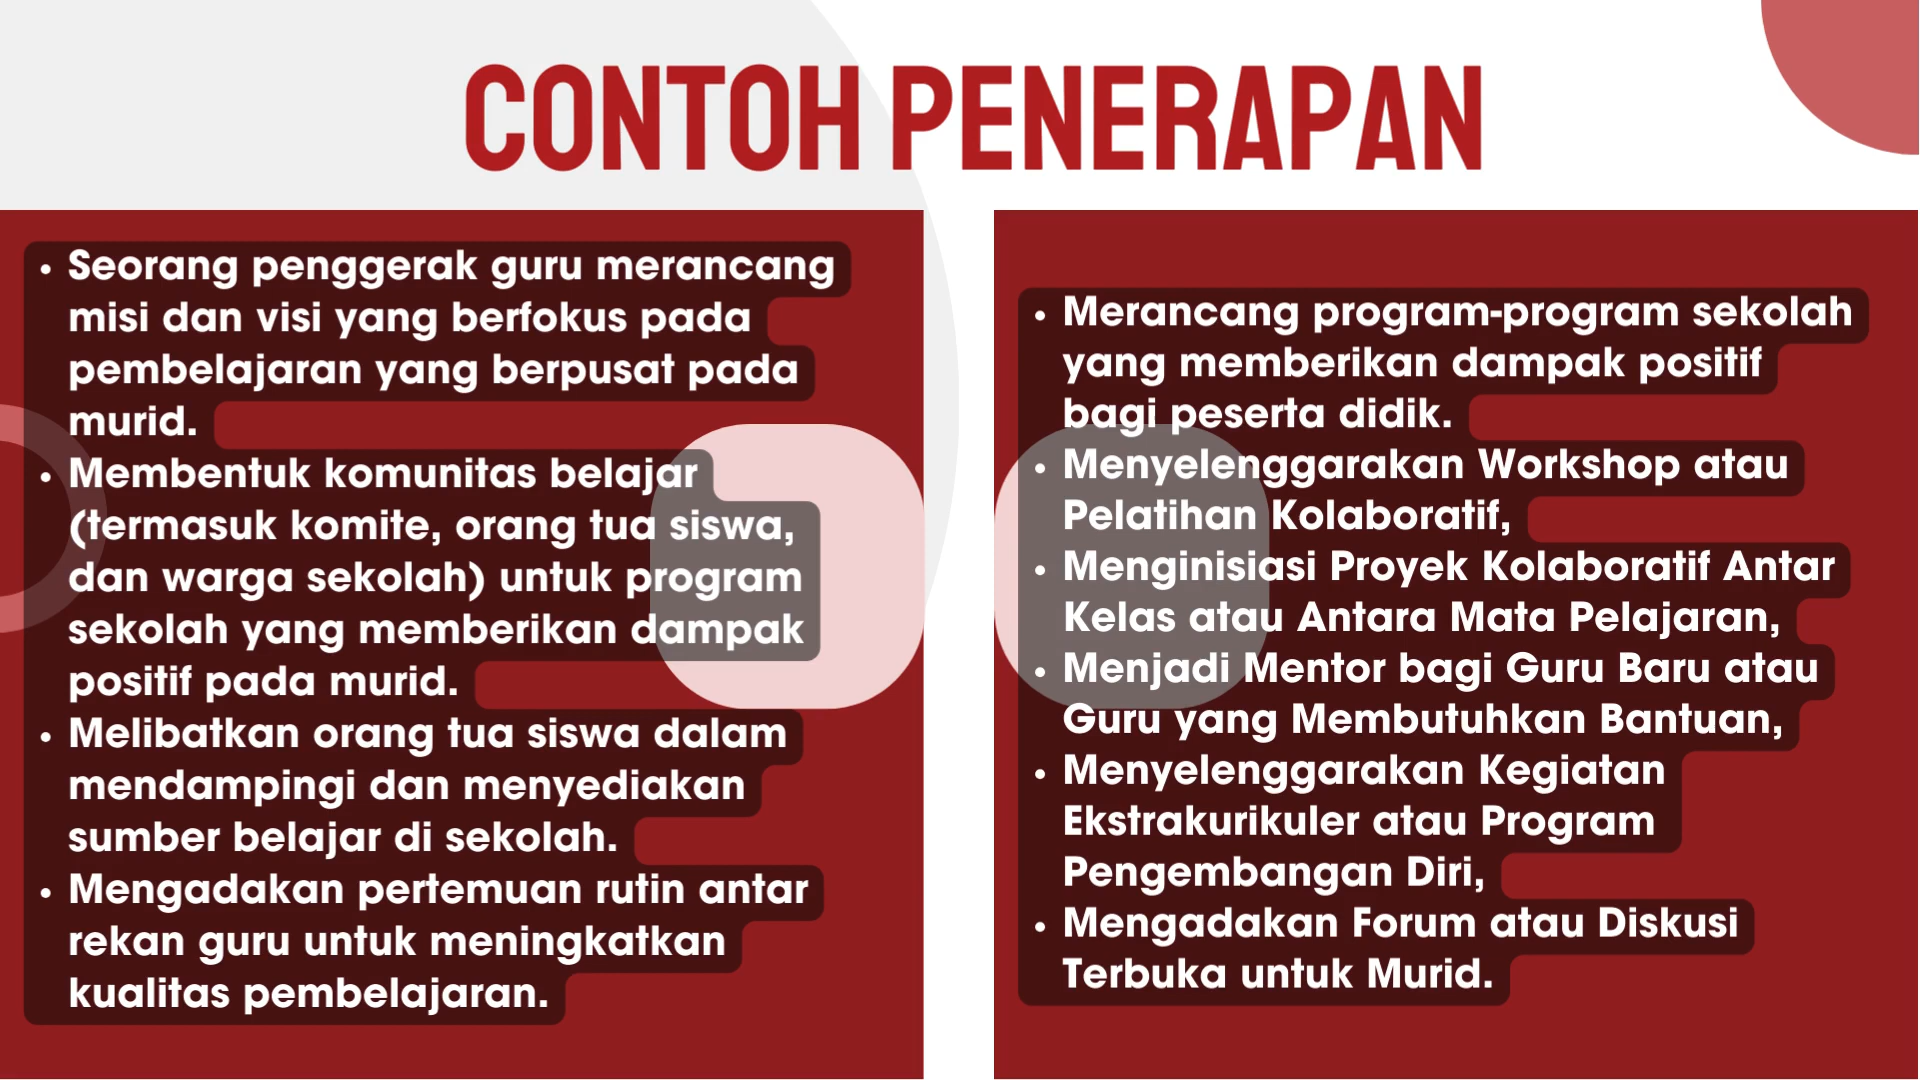 CONTOH PENERAPAN
• Seorang penggerak guru merancang
misi dan visi yang berfokus pada
pembelajaran yang berpusat pada
murid.
• Membentuk komunitas belajar
(termasuk komite, orang tua siswa,
dan warga sekolah) untuk program
sekolah yang memberikan dampak
positif pada murid.
• Melibatkan orang tua siswa dalam
mendampingi dan menyediakan
sumber belajar di sekolah.
• Mengadakan pertemuan rutin antar
rekan guru untuk meningkatkan
kualitas pembelajaran.
• Merancang program-program sekolah
yang memberikan dampak positif
bagi peserta didik.
• Menyelenggarakan Workshop atau
Pelatihan Kolaboratif,
• Menginisiasi Proyek Kolaboratif Antar
Kelas atau Antara Mata Pelajaran,
• Menjadi Mentor bagi Guru Baru atau
Guru yang Membutuhkan Bantuan,
• Menyelenggarakan Kegiatan
Ekstrakurikuler atau Program
Pengembangan Diri,
• Mengadakan Forum atau Diskusi
Terbuka untuk Murid.